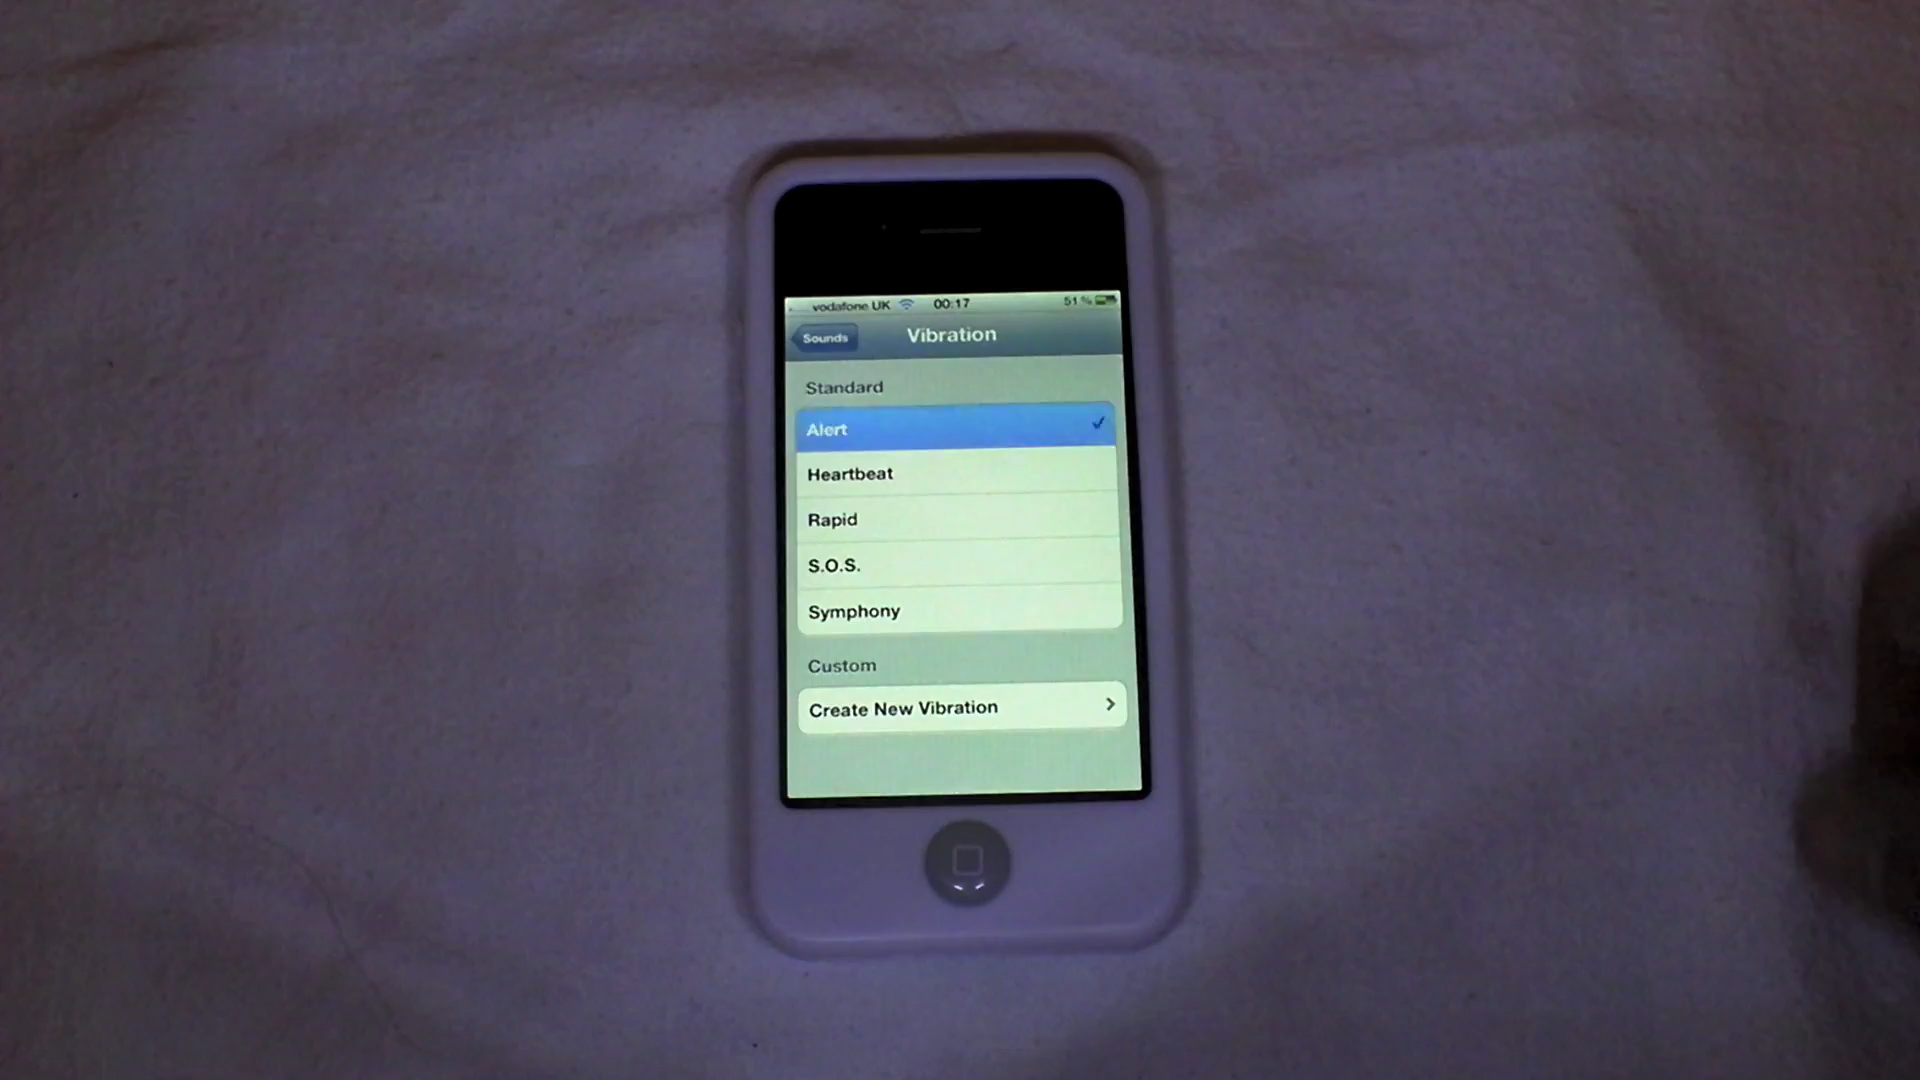 vodafone UK 00:17 51%
Sounds Vibration
Standard
Alert
Heartbeat
Rapid
S.O.S.
Symphony
Custom
Create New Vibration